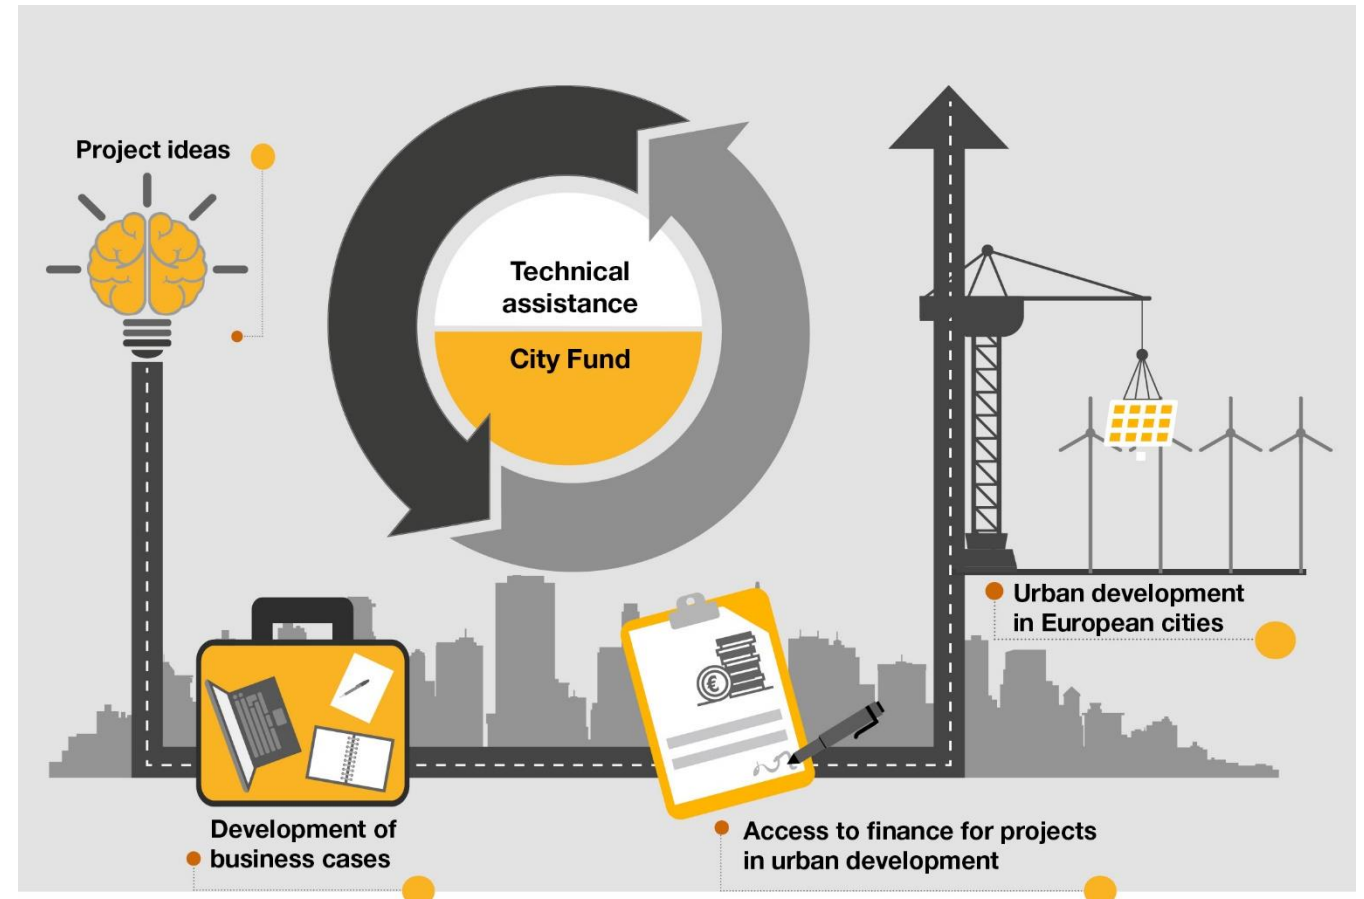 Project ideas
Technical
assistance
City Fund
Urban development
in European cities
€
Development of
business cases
Access to finance for projects
in urban development